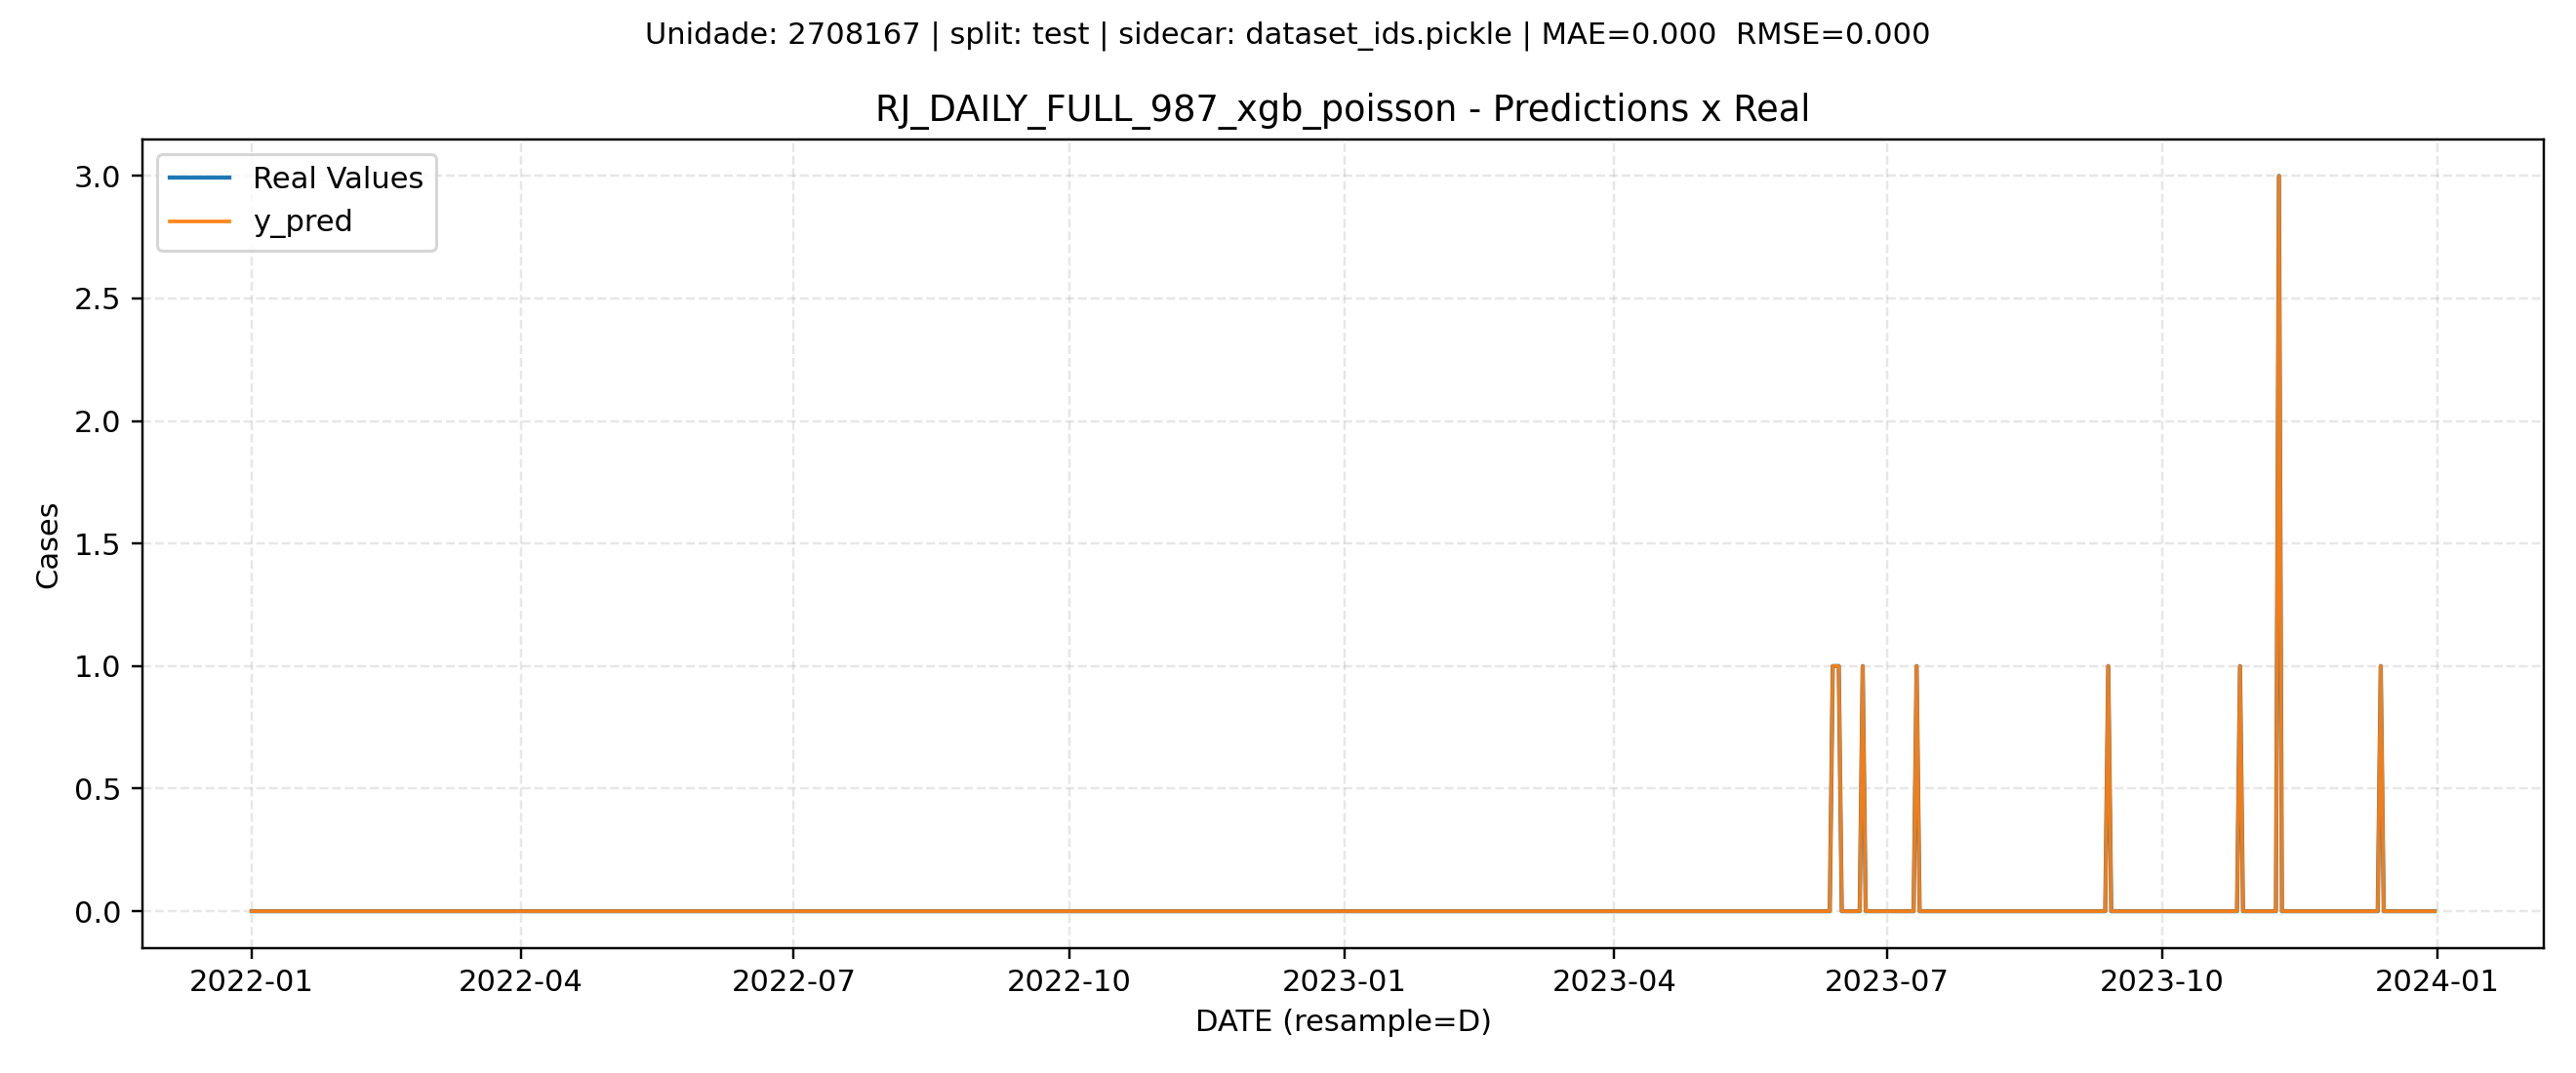 Unidade: 2708167 | split: test | sidecar: dataset_ids.pickle | MAE=0.000  RMSE=0.000
RJ_DAILY_FULL_987_xgb_poisson - Predictions x Real
Real Values
y_pred
3.0
2.5
2.0
1.5
1.0
0.5
0.0
Cases
2022-01 2022-04 2022-07 2022-10 2023-01 2023-04 2023-07 2023-10 2024-01
DATE (resample=D)